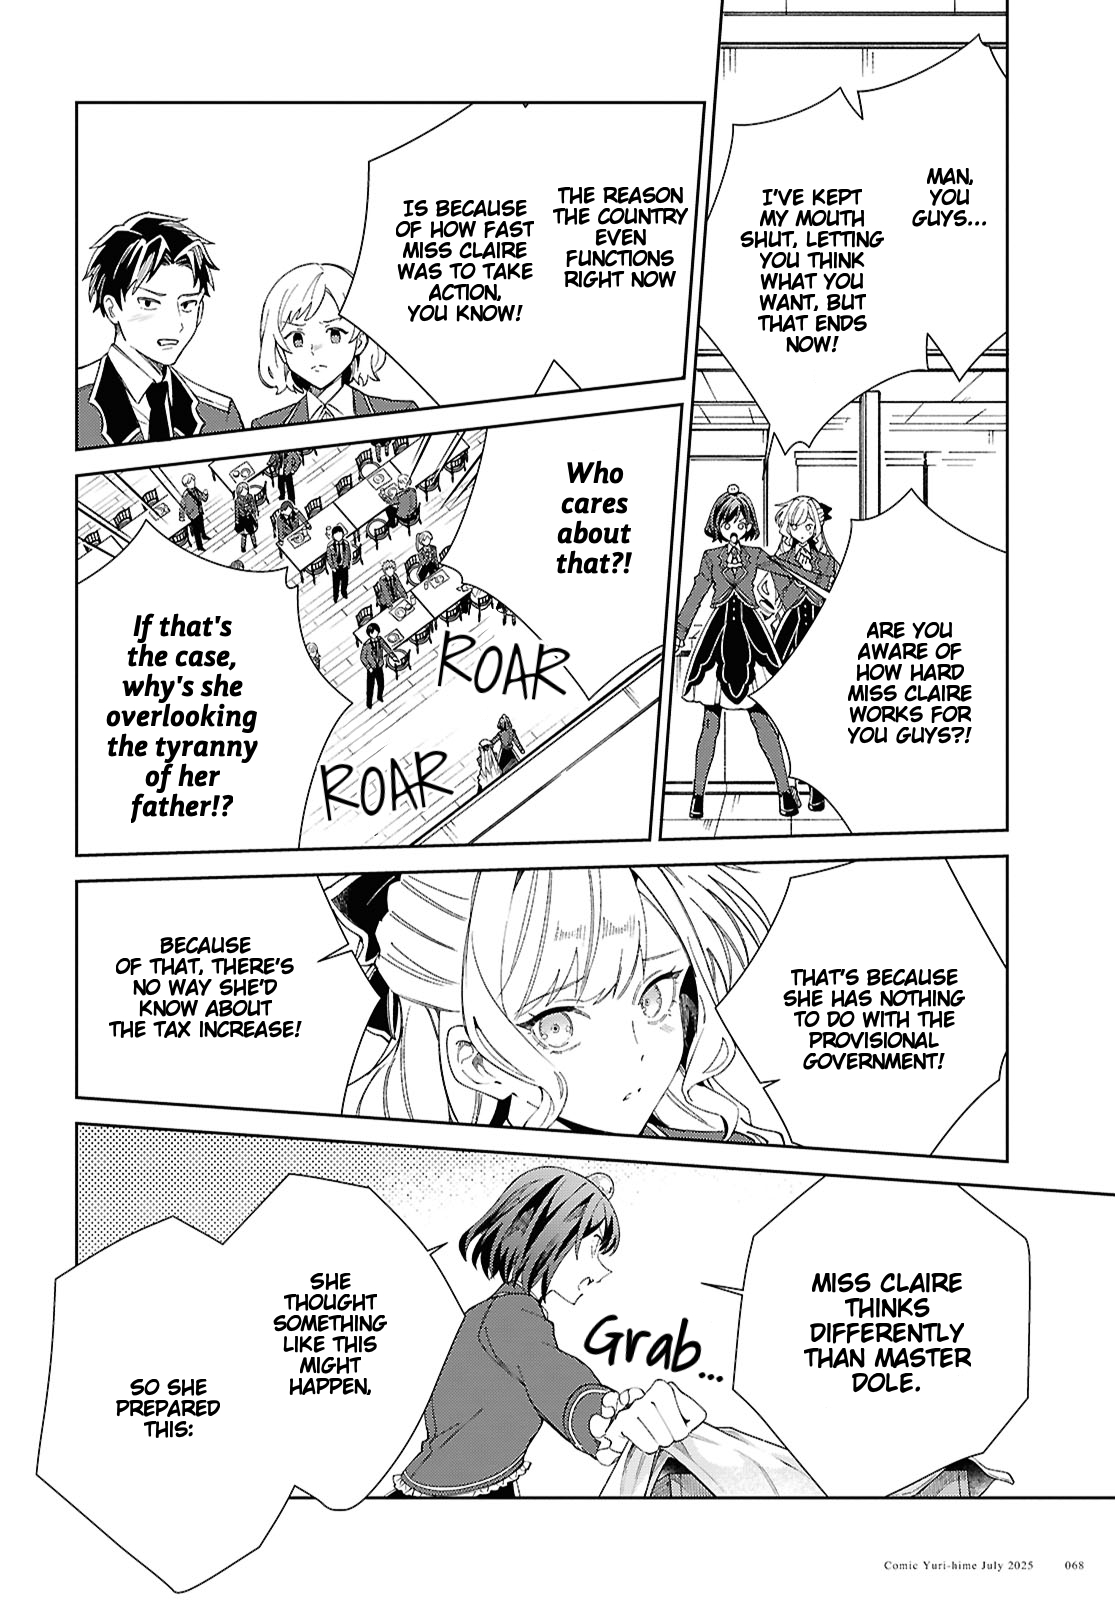 MAN,
YOU
GUYS...
I'VE KEPT
MY MOUTH
SHUT, LETTING
YOU THINK
WHAT YOU
WANT, BUT
THAT ENDS
NOW!
ARE YOU
AWARE OF
HOW HARD
MISS CLAIRE
WORKS FOR
YOU GUYS?!
THE REASON
THE COUNTRY
EVEN
FUNCTIONS
RIGHT NOW
IS BECAUSE
OF HOW FAST
MISS CLAIRE
WAS TO TAKE
ACTION,
YOU KNOW!
Who
cares
about
that?!
ROAR
ROAR
If that's
the case,
why's she
overlooking
the tyranny
of her
father!?
THAT'S BECAUSE
SHE HAS NOTHING
TO DO WITH THE
PROVISIONAL
GOVERNMENT!
BECAUSE
OF THAT, THERE'S
NO WAY SHE'D
KNOW ABOUT
THE TAX INCREASE!
MISS CLAIRE
THINKS
DIFFERENTLY
THAN MASTER
DOLE.
Grab...
SHE
THOUGHT
SOMETHING
LIKE THIS
MIGHT
HAPPEN,
SO SHE
PREPARED
THIS:
Comic Yuri-hime July 2025 068